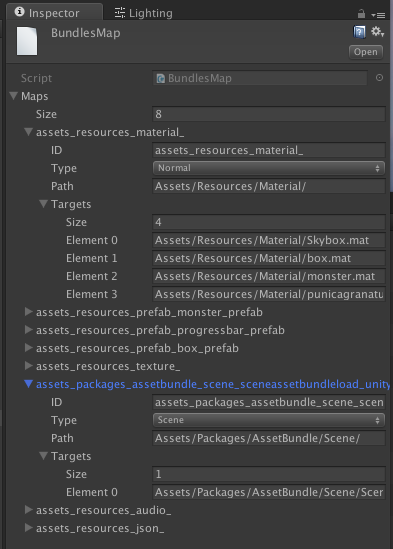 Inspector
Lighting
BundlesMap
Open
Script
BundlesMap
Maps
Size
8
assets_resources_material_
ID
assets_resources_material_
Type
Normal
Path
Assets/Resources/Material/
Targets
Size
4
Element 0
Assets/Resources/Material/Skybox.mat
Element 1
Assets/Resources/Material/box.mat
Element 2
Assets/Resources/Material/monster.mat
Element 3
Assets/Resources/Material/punicagranatu
assets_resources_prefab_monster_prefab
assets_resources_prefab_progressbar_prefab
assets_resources_prefab_box_prefab
assets_resources_texture_
assets_packages_assetbundle_scene_sceneassetbundleload_unity
ID
assets_packages_assetbundle_scene_scen
Type
Scene
Path
Assets/Packages/AssetBundle/Scene/
Targets
Size
1
Element 0
Assets/Packages/AssetBundle/Scene/Scer
assets_resources_audio_
assets_resources_json_